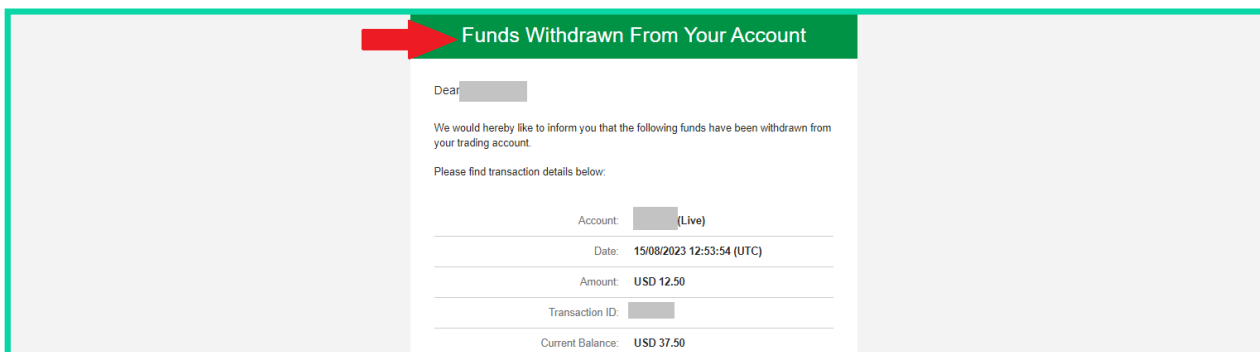 Funds Withdrawn From Your Account
Dear
We would hereby like to inform you that the following funds have been withdrawn from
your trading account.
Please find transaction details below:
Account: (Live)
Date: 15/08/2023 12:53:54 (UTC)
Amount: USD 12.50
Transaction ID:
Current Balance: USD 37.50